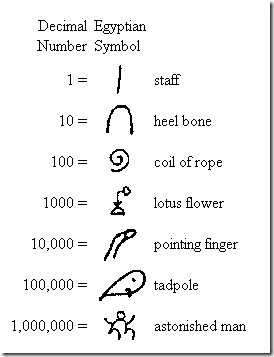 Decimal Egyptian
Number Symbol
1 = staff
10 = heel bone
100 = coil of rope
1000 = lotus flower
10,000 = pointing finger
100,000 = tadpole
1,000,000 = astonished man